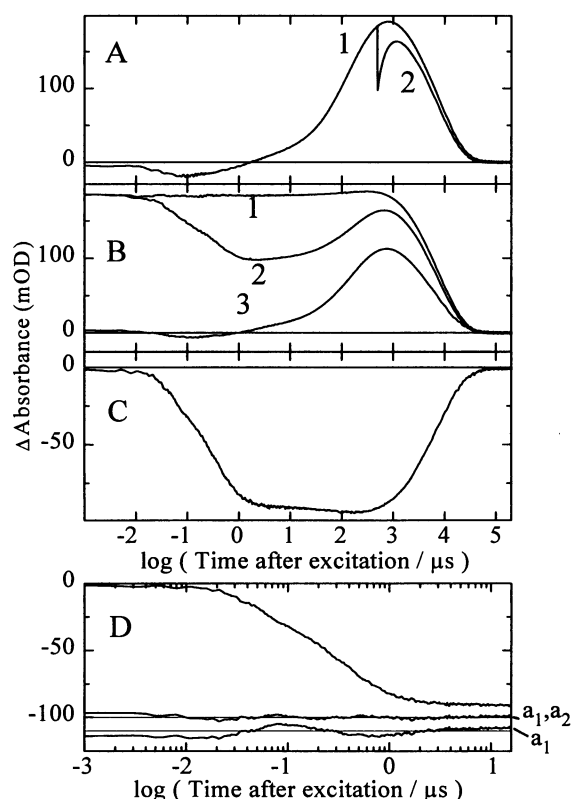 A
1
2
100
0
B
1
2
3
100
0
ΔAbsorbance (mOD)
C
0
-50
-2 -1 0 1 2 3 4 5
log ( Time after excitation / μs )
D
0
-50
-100
a1,a2
a1
-3 -2 -1 0 1
log ( Time after excitation / μs )